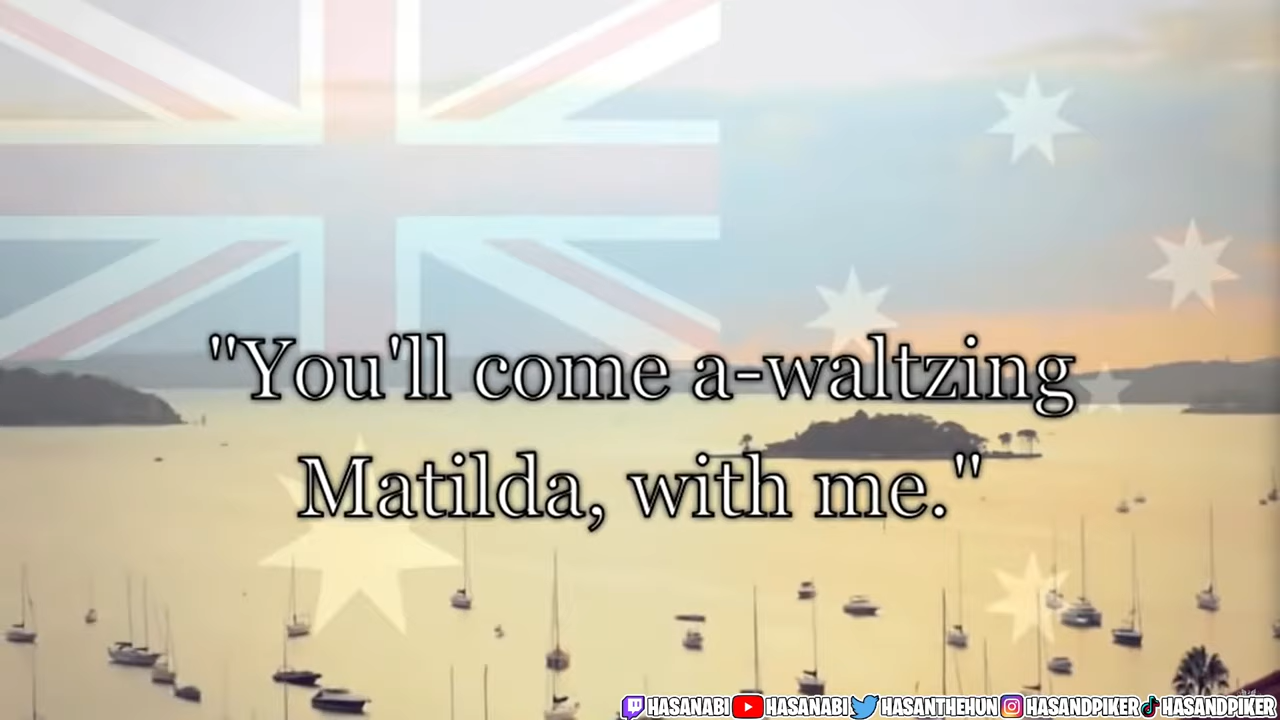 "You'll come a-waltzing
Matilda, with me."
HASANABI HASANABI HASANTHEHUN HASANDPIKER HASANDPIKER